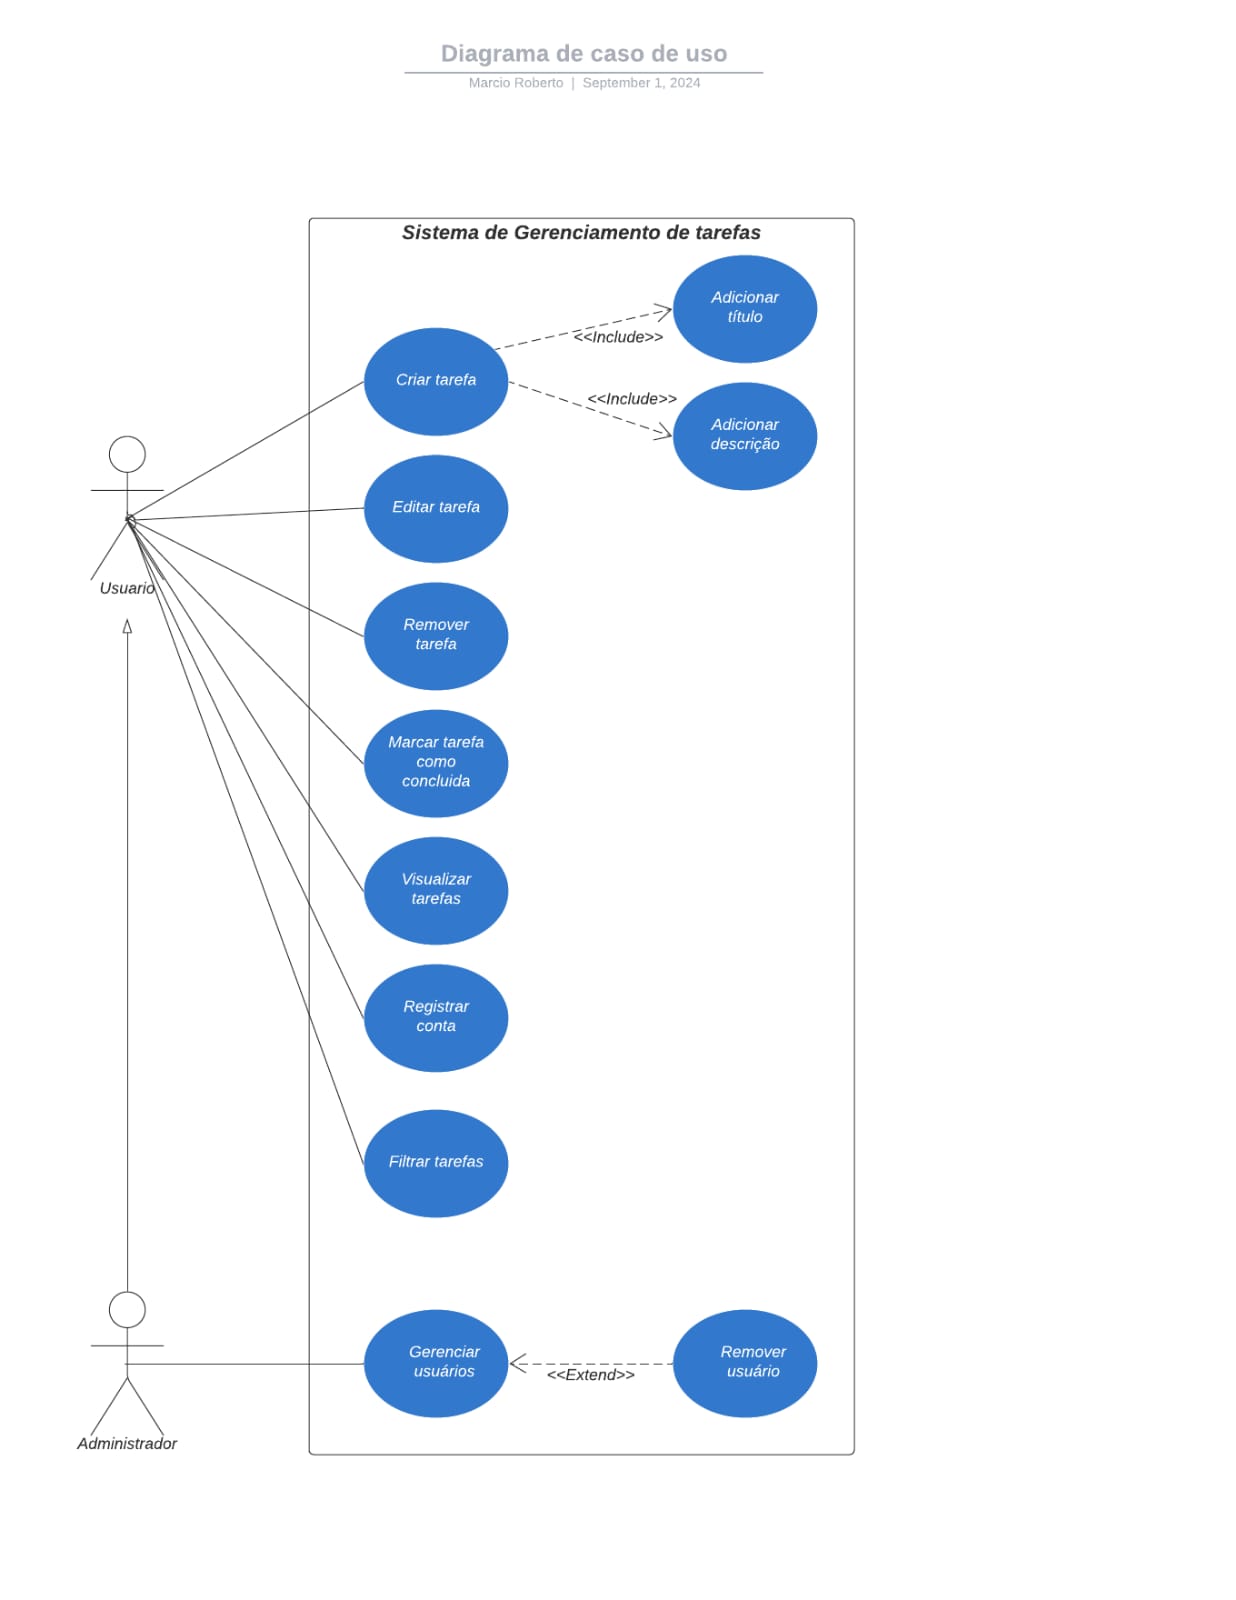 Diagrama de caso de uso
Marcio Roberto | September 1, 2024
Sistema de Gerenciamento de tarefas
Adicionar
título
<<Include>>
Criar tarefa
<<Include>>
Adicionar
descrição
Editar tarefa
Usuario
Remover
tarefa
Marcar tarefa
como
concluida
Visualizar
tarefas
Registrar
conta
Filtrar tarefas
Gerenciar
usuários
<<Extend>>
Remover
usuário
Administrador